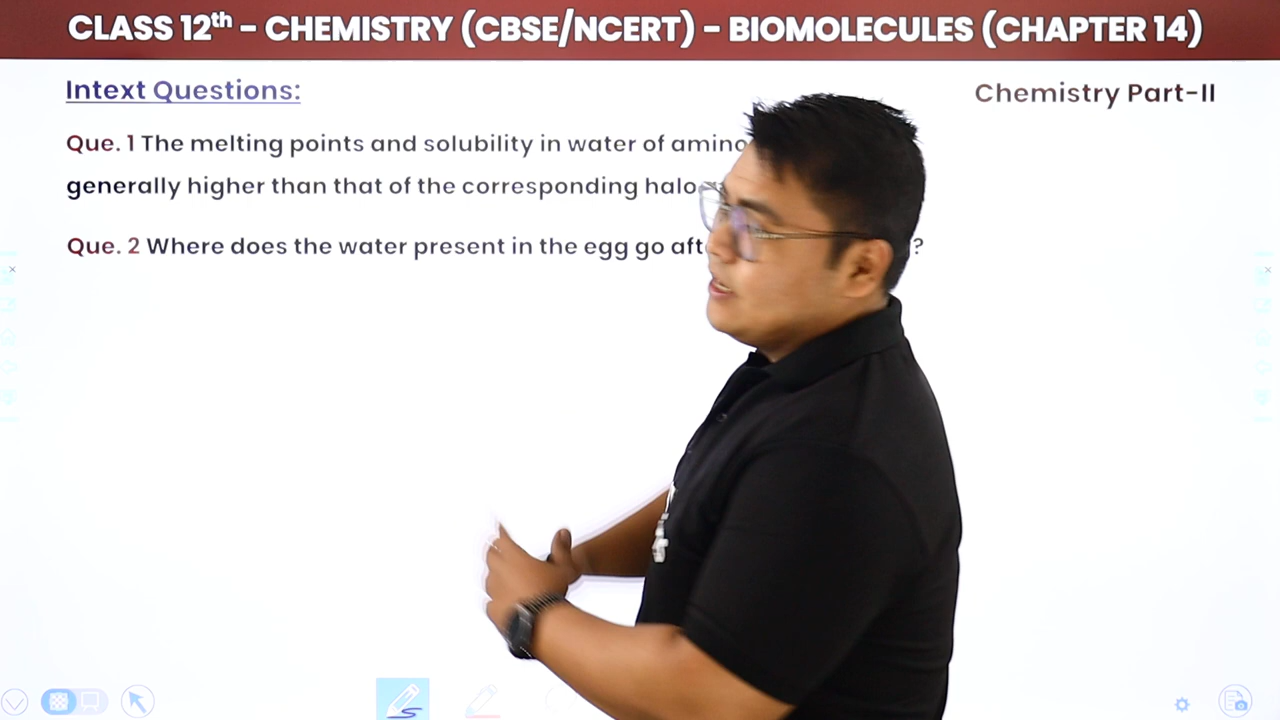 CLASS 12th - CHEMISTRY (CBSE/NCERT) - BIOMOLECULES (CHAPTER 14)
Intext Questions:
Chemistry Part-II
Que. 1 The melting points and solubility in water of amino
generally higher than that of the corresponding halo
Que. 2 Where does the water present in the egg go ?